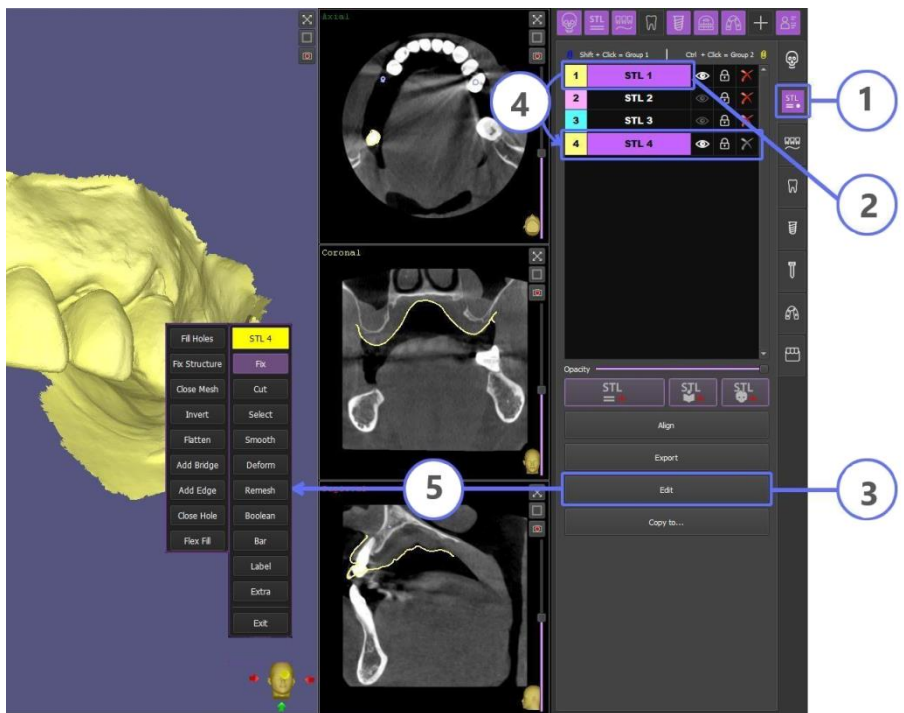 Axial
STL
Shift + Click = Group 1 | Ctrl + Click = Group 2
1 STL 1
2 STL 2
3 STL 3
4 STL 4
STL
1
4
2
Coronal
Opacity
STL STL STL
Align
Export
Edit
Copy to...
3
5
Fill Holes STL 4
Fix Structure Fix
Close Mesh Cut
Invert Select
Flatten Smooth
Add Bridge Deform
Add Edge Remesh
Close Hole Boolean
Flex Fill Bar
Label
Extra
Exit